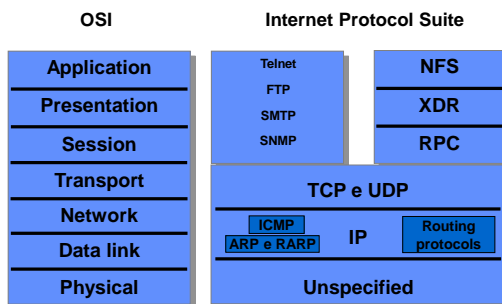 OSI
Internet Protocol Suite
Application
Presentation
Session
Transport
Network
Data link
Physical
Telnet
FTP
SMTP
SNMP
NFS
XDR
RPC
TCP e UDP
ICMP
ARP e RARP
IP
Routing
protocols
Unspecified